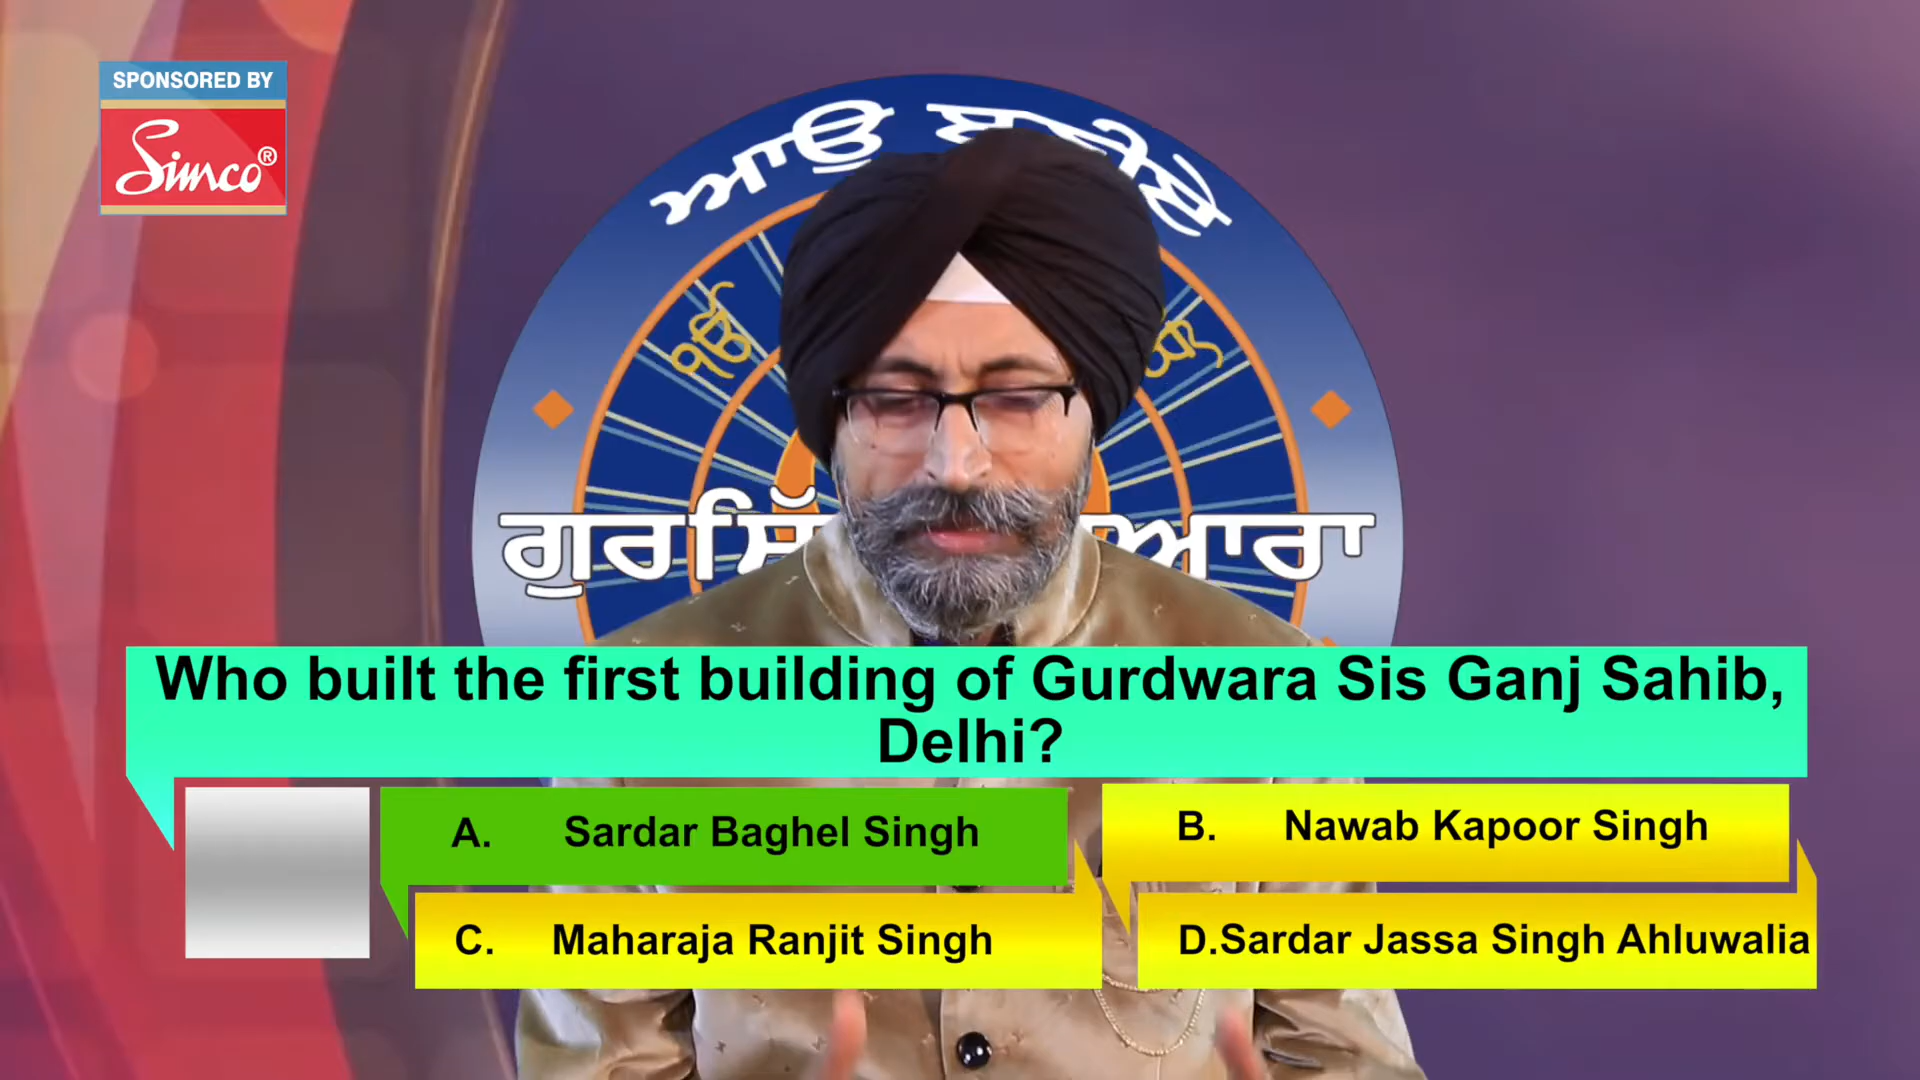 SPONSORED BY
Simco®
ਆਉ
ੴ
Who built the first building of Gurdwara Sis Ganj Sahib,
Delhi?
A. Sardar Baghel Singh
B. Nawab Kapoor Singh
C. Maharaja Ranjit Singh
D.Sardar Jassa Singh Ahluwalia